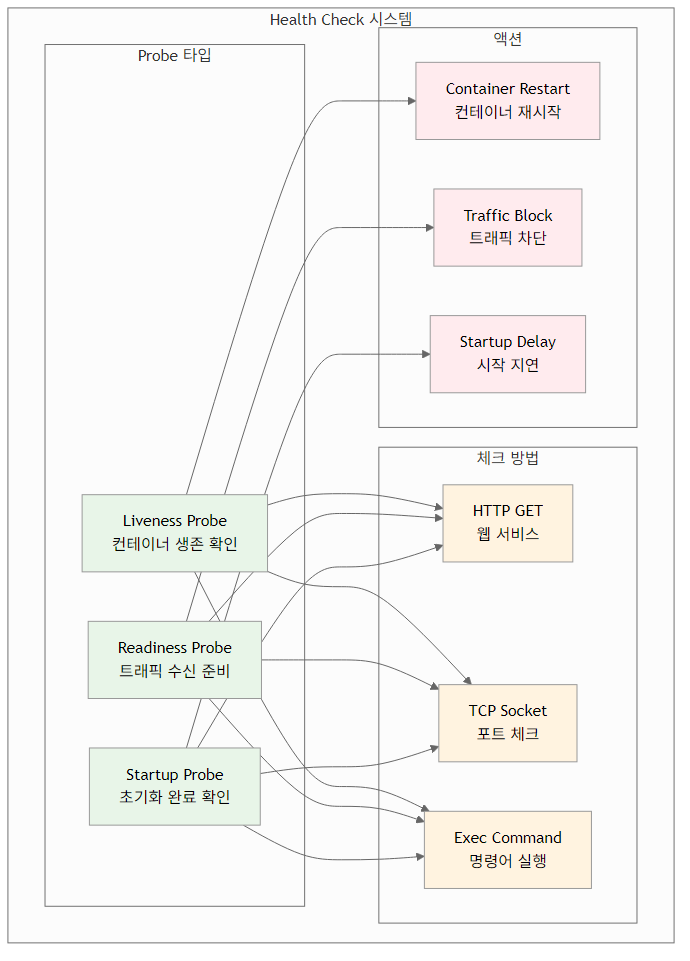 Health Check 시스템
Probe 타입
액션
Container Restart
컨테이너 재시작
Traffic Block
트래픽 차단
Startup Delay
시작 지연
체크 방법
Liveness Probe
컨테이너 생존 확인
HTTP GET
웹 서비스
Readiness Probe
트래픽 수신 준비
TCP Socket
포트 체크
Startup Probe
초기화 완료 확인
Exec Command
명령어 실행